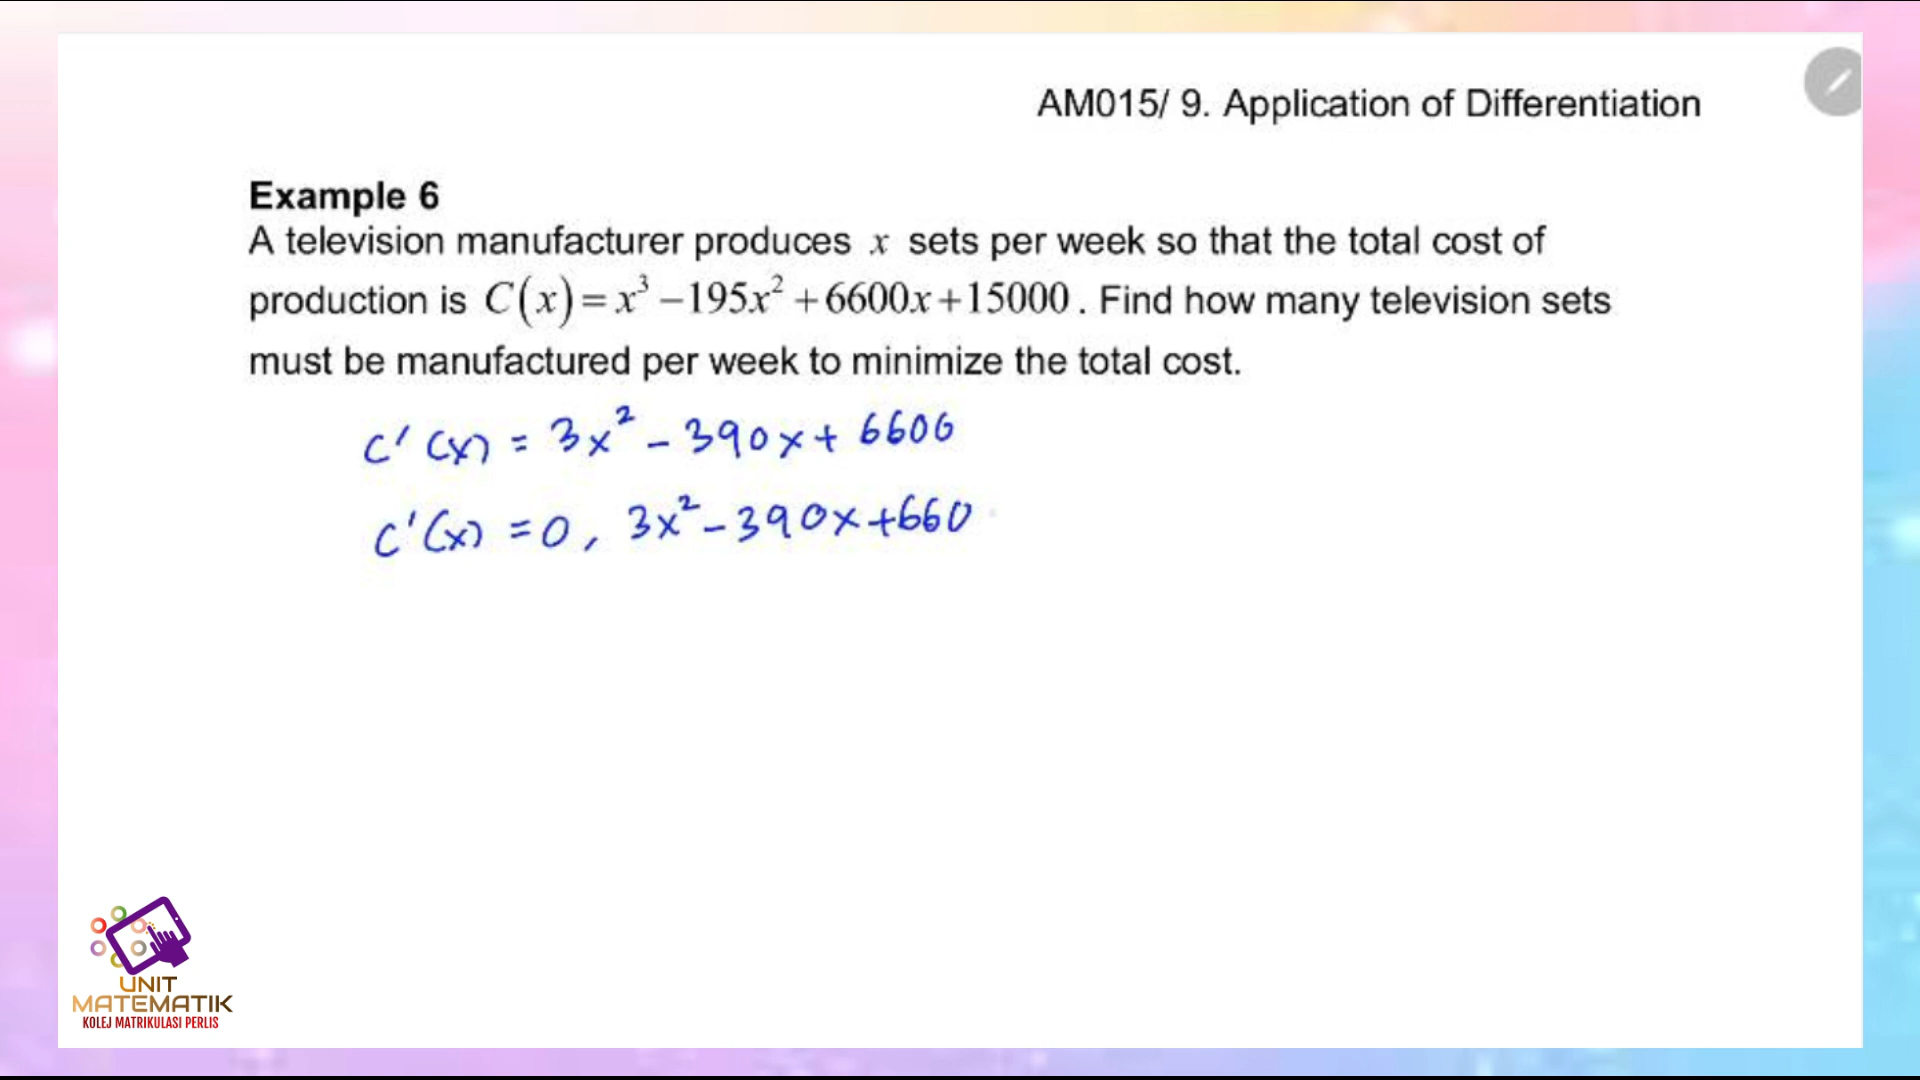 AM015/ 9. Application of Differentiation
Example 6
A television manufacturer produces x sets per week so that the total cost of
production is C(x)=x³−195x²+6600x+15000. Find how many television sets
must be manufactured per week to minimize the total cost.
C'(x) = 3x² − 390x + 6600
C'(x) = 0, 3x² − 390x + 660
UNIT
MATEMATIK
KOLEJ MATRIKULASI PERLIS